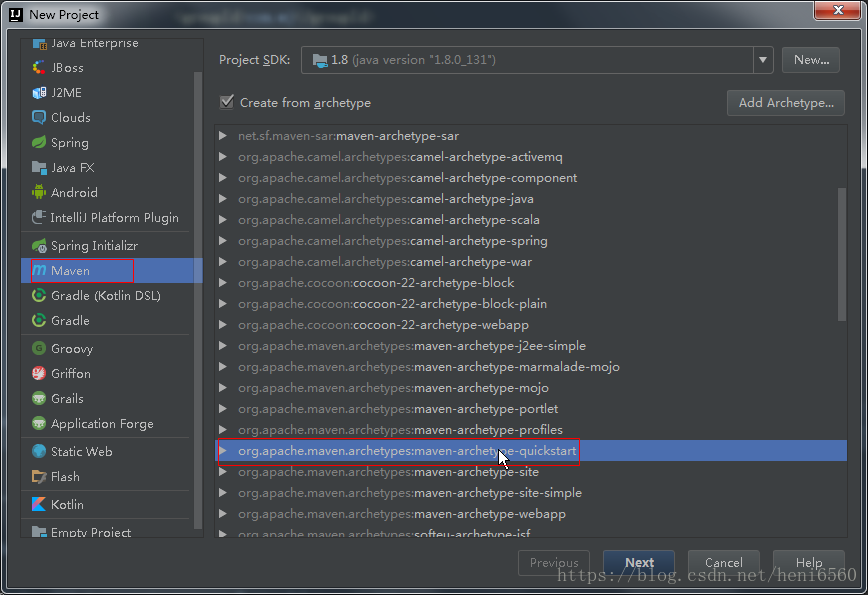 New Project
Java Enterprise
JBoss
J2ME
Clouds
Spring
Java FX
Android
IntelliJ Platform Plugin
Spring Initializr
Maven
Gradle (Kotlin DSL)
Gradle
Groovy
Griffon
Grails
Application Forge
Static Web
Flash
Kotlin
Empty Project
Project SDK:
1.8 (java version "1.8.0_131")
New...
Create from archetype
Add Archetype...
net.sf.maven-sar:maven-archetype-sar
org.apache.camel.archetypes:camel-archetype-activemq
org.apache.camel.archetypes:camel-archetype-component
org.apache.camel.archetypes:camel-archetype-java
org.apache.camel.archetypes:camel-archetype-scala
org.apache.camel.archetypes:camel-archetype-spring
org.apache.camel.archetypes:camel-archetype-war
org.apache.cocoon:cocoon-22-archetype-block
org.apache.cocoon:cocoon-22-archetype-block-plain
org.apache.cocoon:cocoon-22-archetype-webapp
org.apache.maven.archetypes:maven-archetype-j2ee-simple
org.apache.maven.archetypes:maven-archetype-marmalade-mojo
org.apache.maven.archetypes:maven-archetype-mojo
org.apache.maven.archetypes:maven-archetype-portlet
org.apache.maven.archetypes:maven-archetype-profiles
org.apache.maven.archetypes:maven-archetype-quickstart
org.apache.maven.archetypes:maven-archetype-site
org.apache.maven.archetypes:maven-archetype-site-simple
org.apache.maven.archetypes:maven-archetype-webapp
org.apache.maven.archetypes:softeu-archetype-jsf
Previous
Next
Cancel
Help
https://blog.csdn.net/heni6560